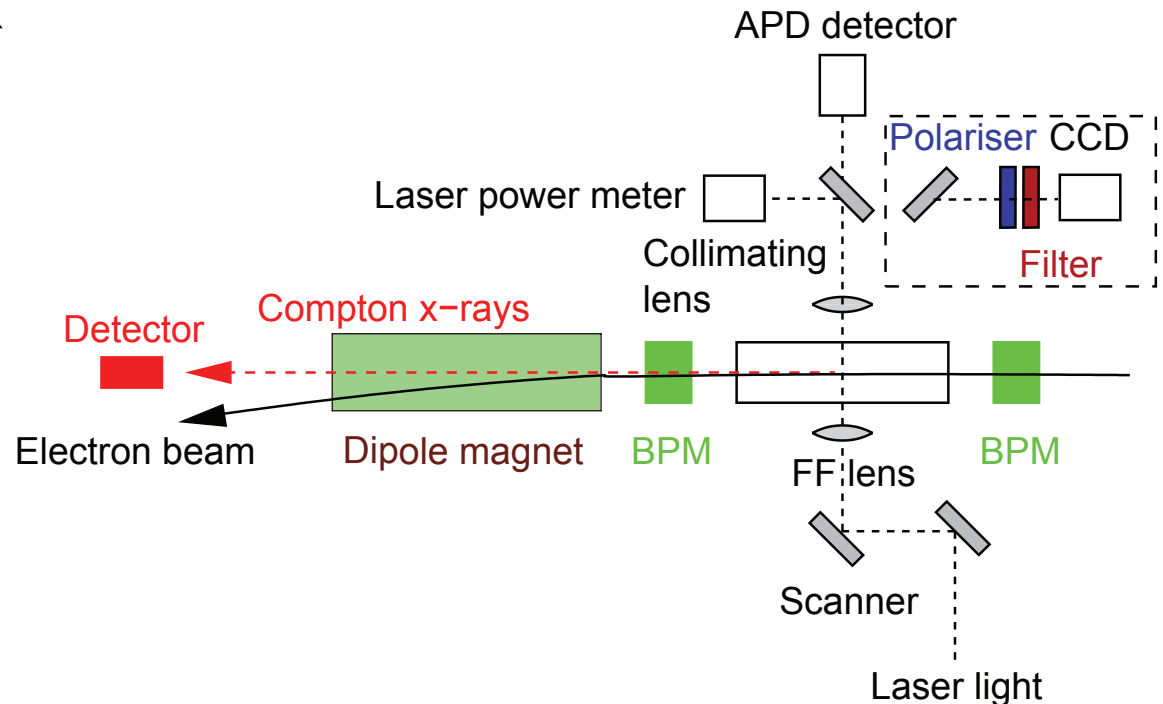 APD detector
Polariser CCD
Laser power meter
Filter
Collimating
lens
Compton x−rays
Detector
Electron beam
Dipole magnet
BPM
FF lens
BPM
Scanner
Laser light